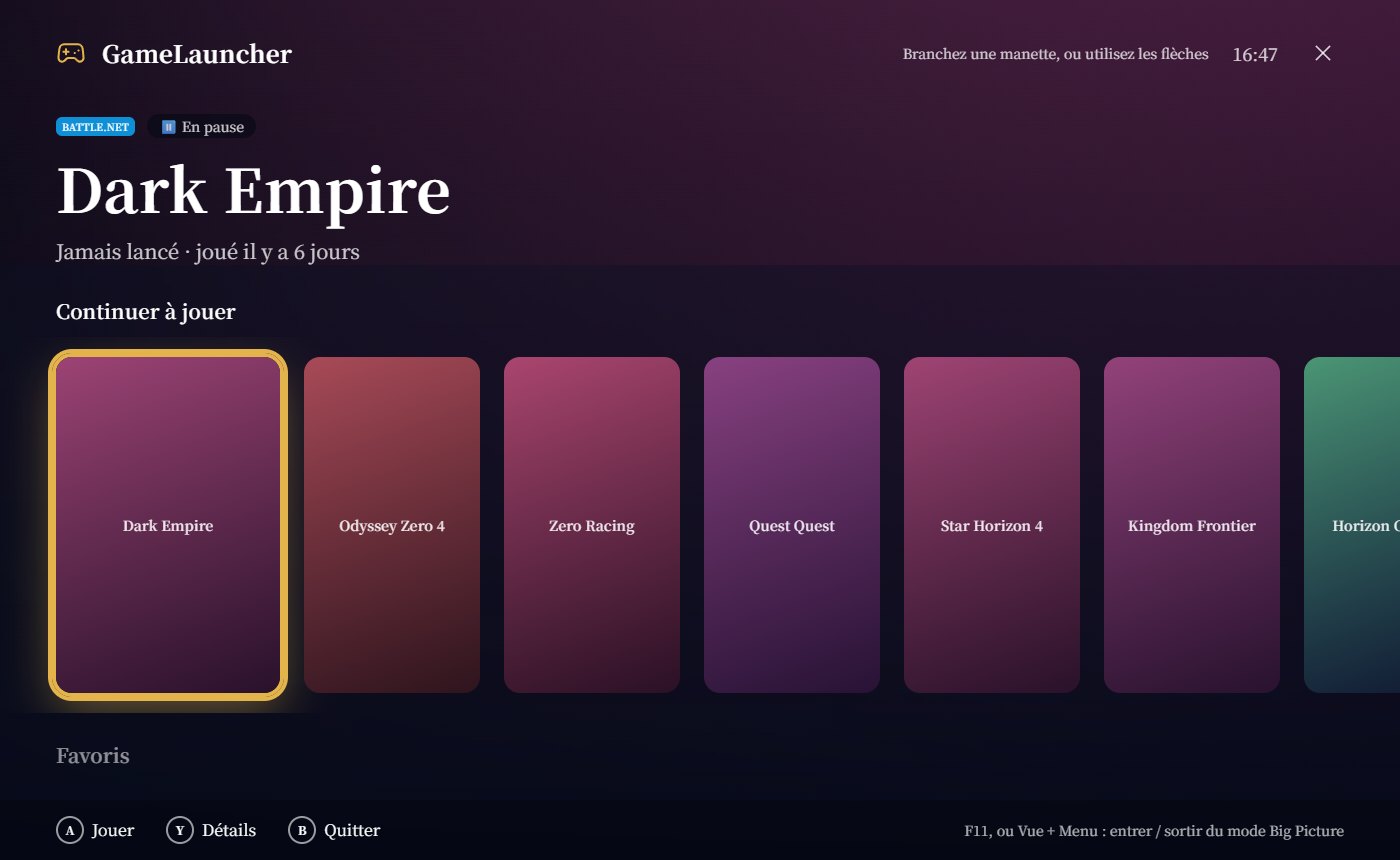 GameLauncher
Branchez une manette, ou utilisez les flèches
16:47
BATTLE.NET
En pause
Dark Empire
Jamais lancé · joué il y a 6 jours
Continuer à jouer
Dark Empire
Odyssey Zero 4
Zero Racing
Quest Quest
Star Horizon 4
Kingdom Frontier
Horizon
Favoris
A Jouer
Y Détails
B Quitter
F11, ou Vue + Menu : entrer / sortir du mode Big Picture